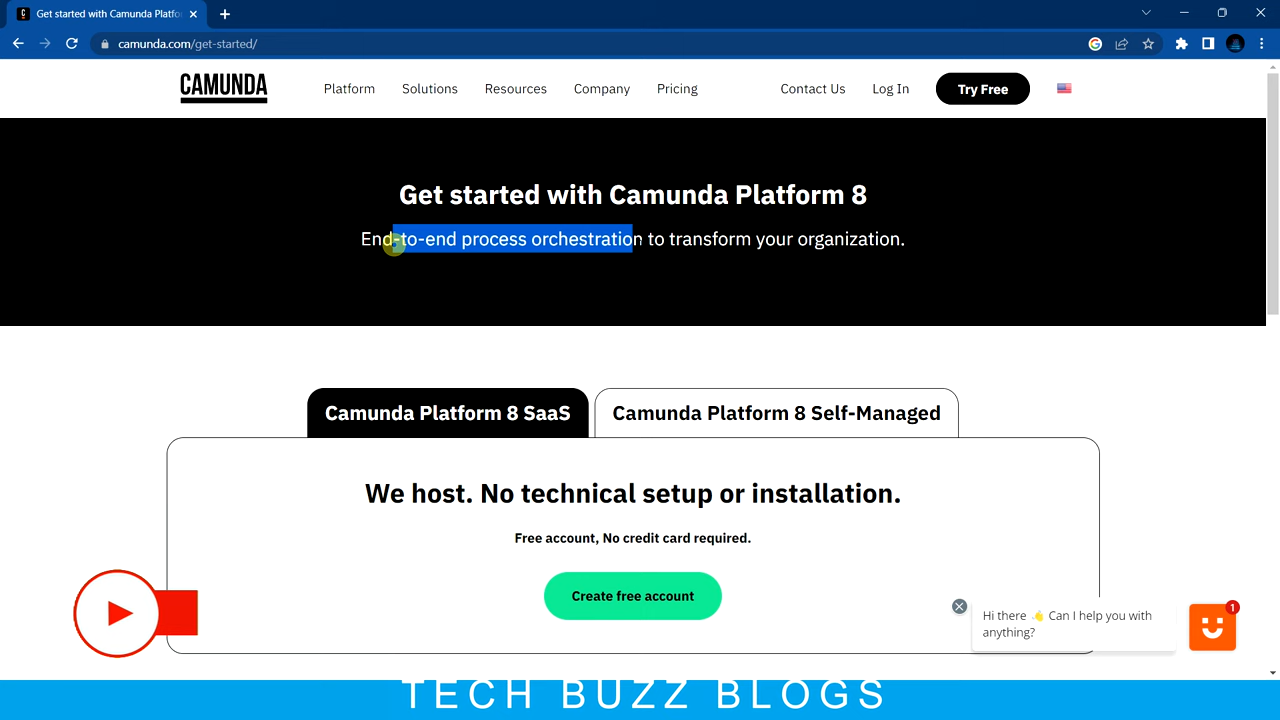 Get started with Camunda Platfo
camunda.com/get-started/
CAMUNDA
Platform Solutions Resources Company Pricing Contact Us Log In Try Free
Get started with Camunda Platform 8
End-to-end process orchestration to transform your organization.
Camunda Platform 8 SaaS Camunda Platform 8 Self-Managed
We host. No technical setup or installation.
Free account, No credit card required.
Create free account
Hi there 👋 Can I help you with
anything?
1
TECH BUZZ BLOGS